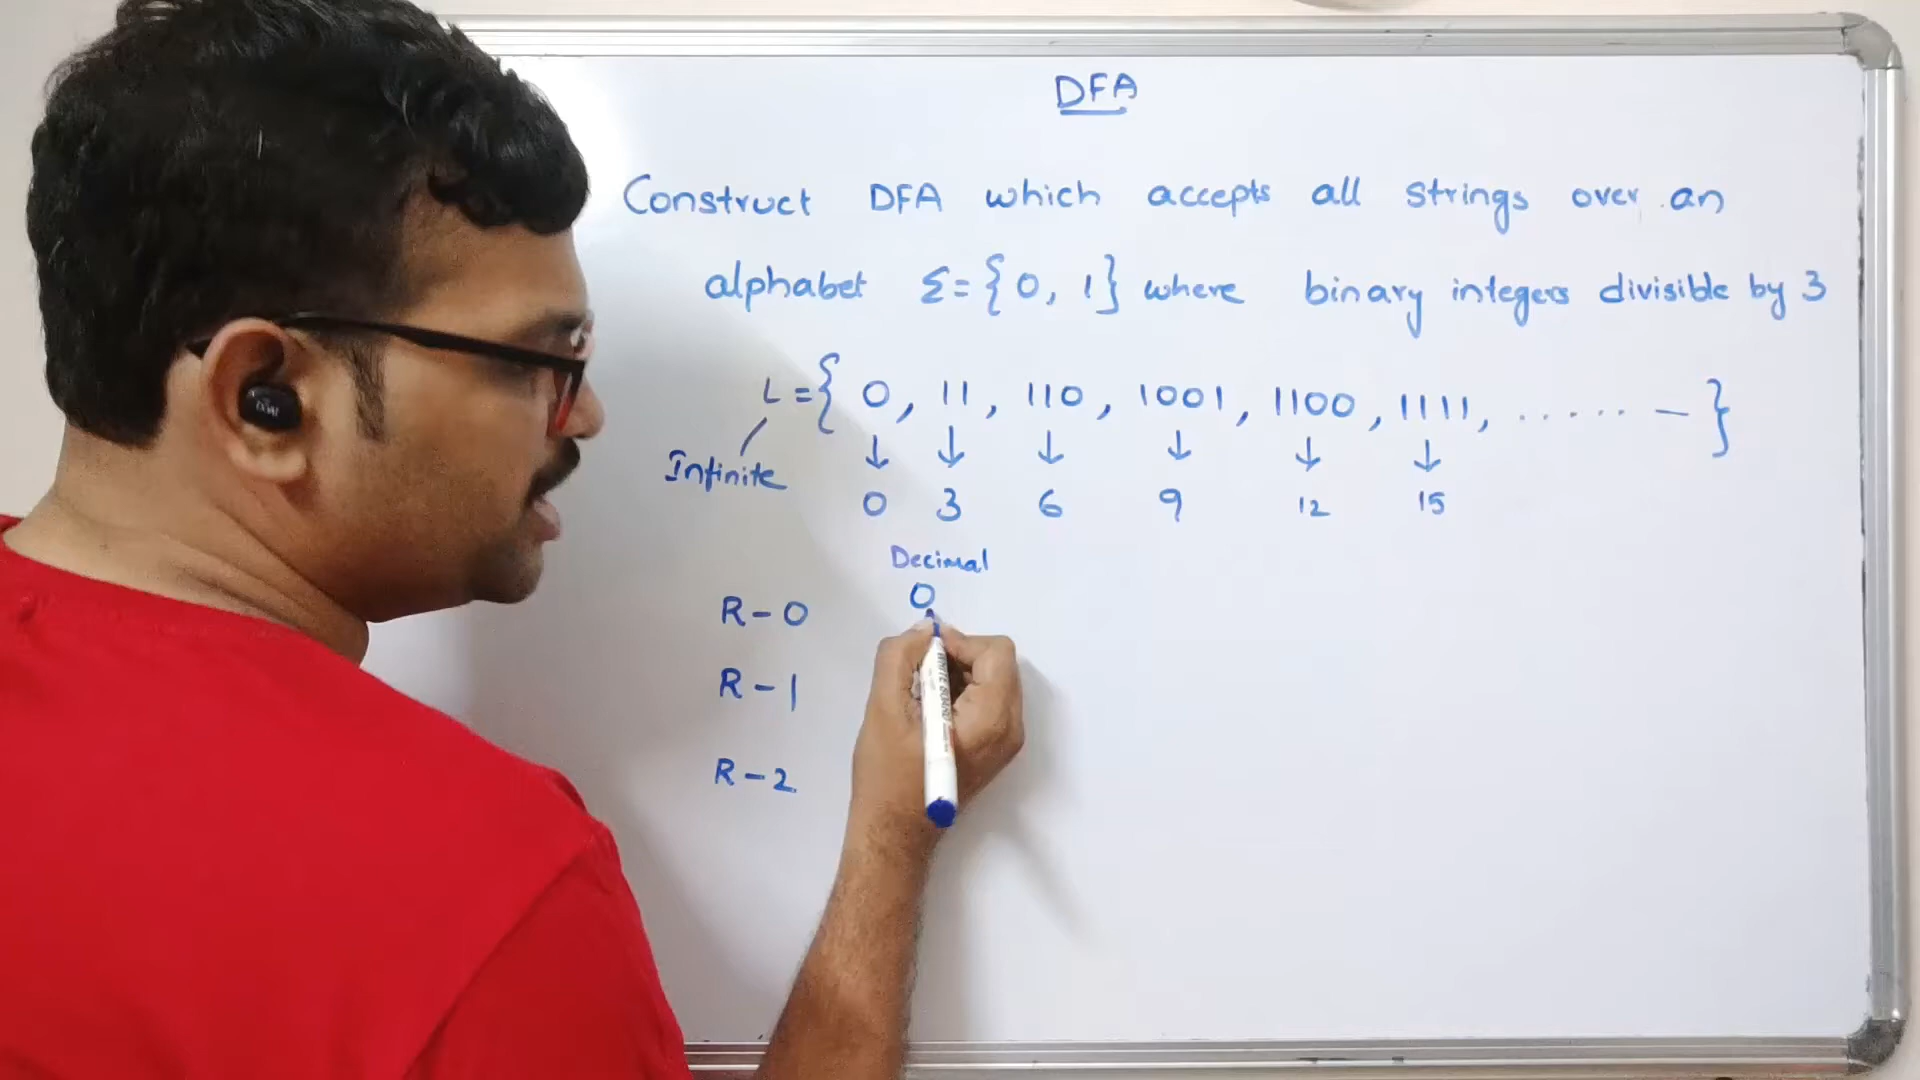 DFA
Construct DFA which accepts all strings over an
alphabet Σ={0, 1} where binary integers divisible by 3
L={ 0, 11, 110, 1001, 1100, 1111, ...... — }
Infinite
↓ ↓ ↓ ↓ ↓ ↓
0 3 6 9 12 15
Decimal
R-0 0
R-1
R-2